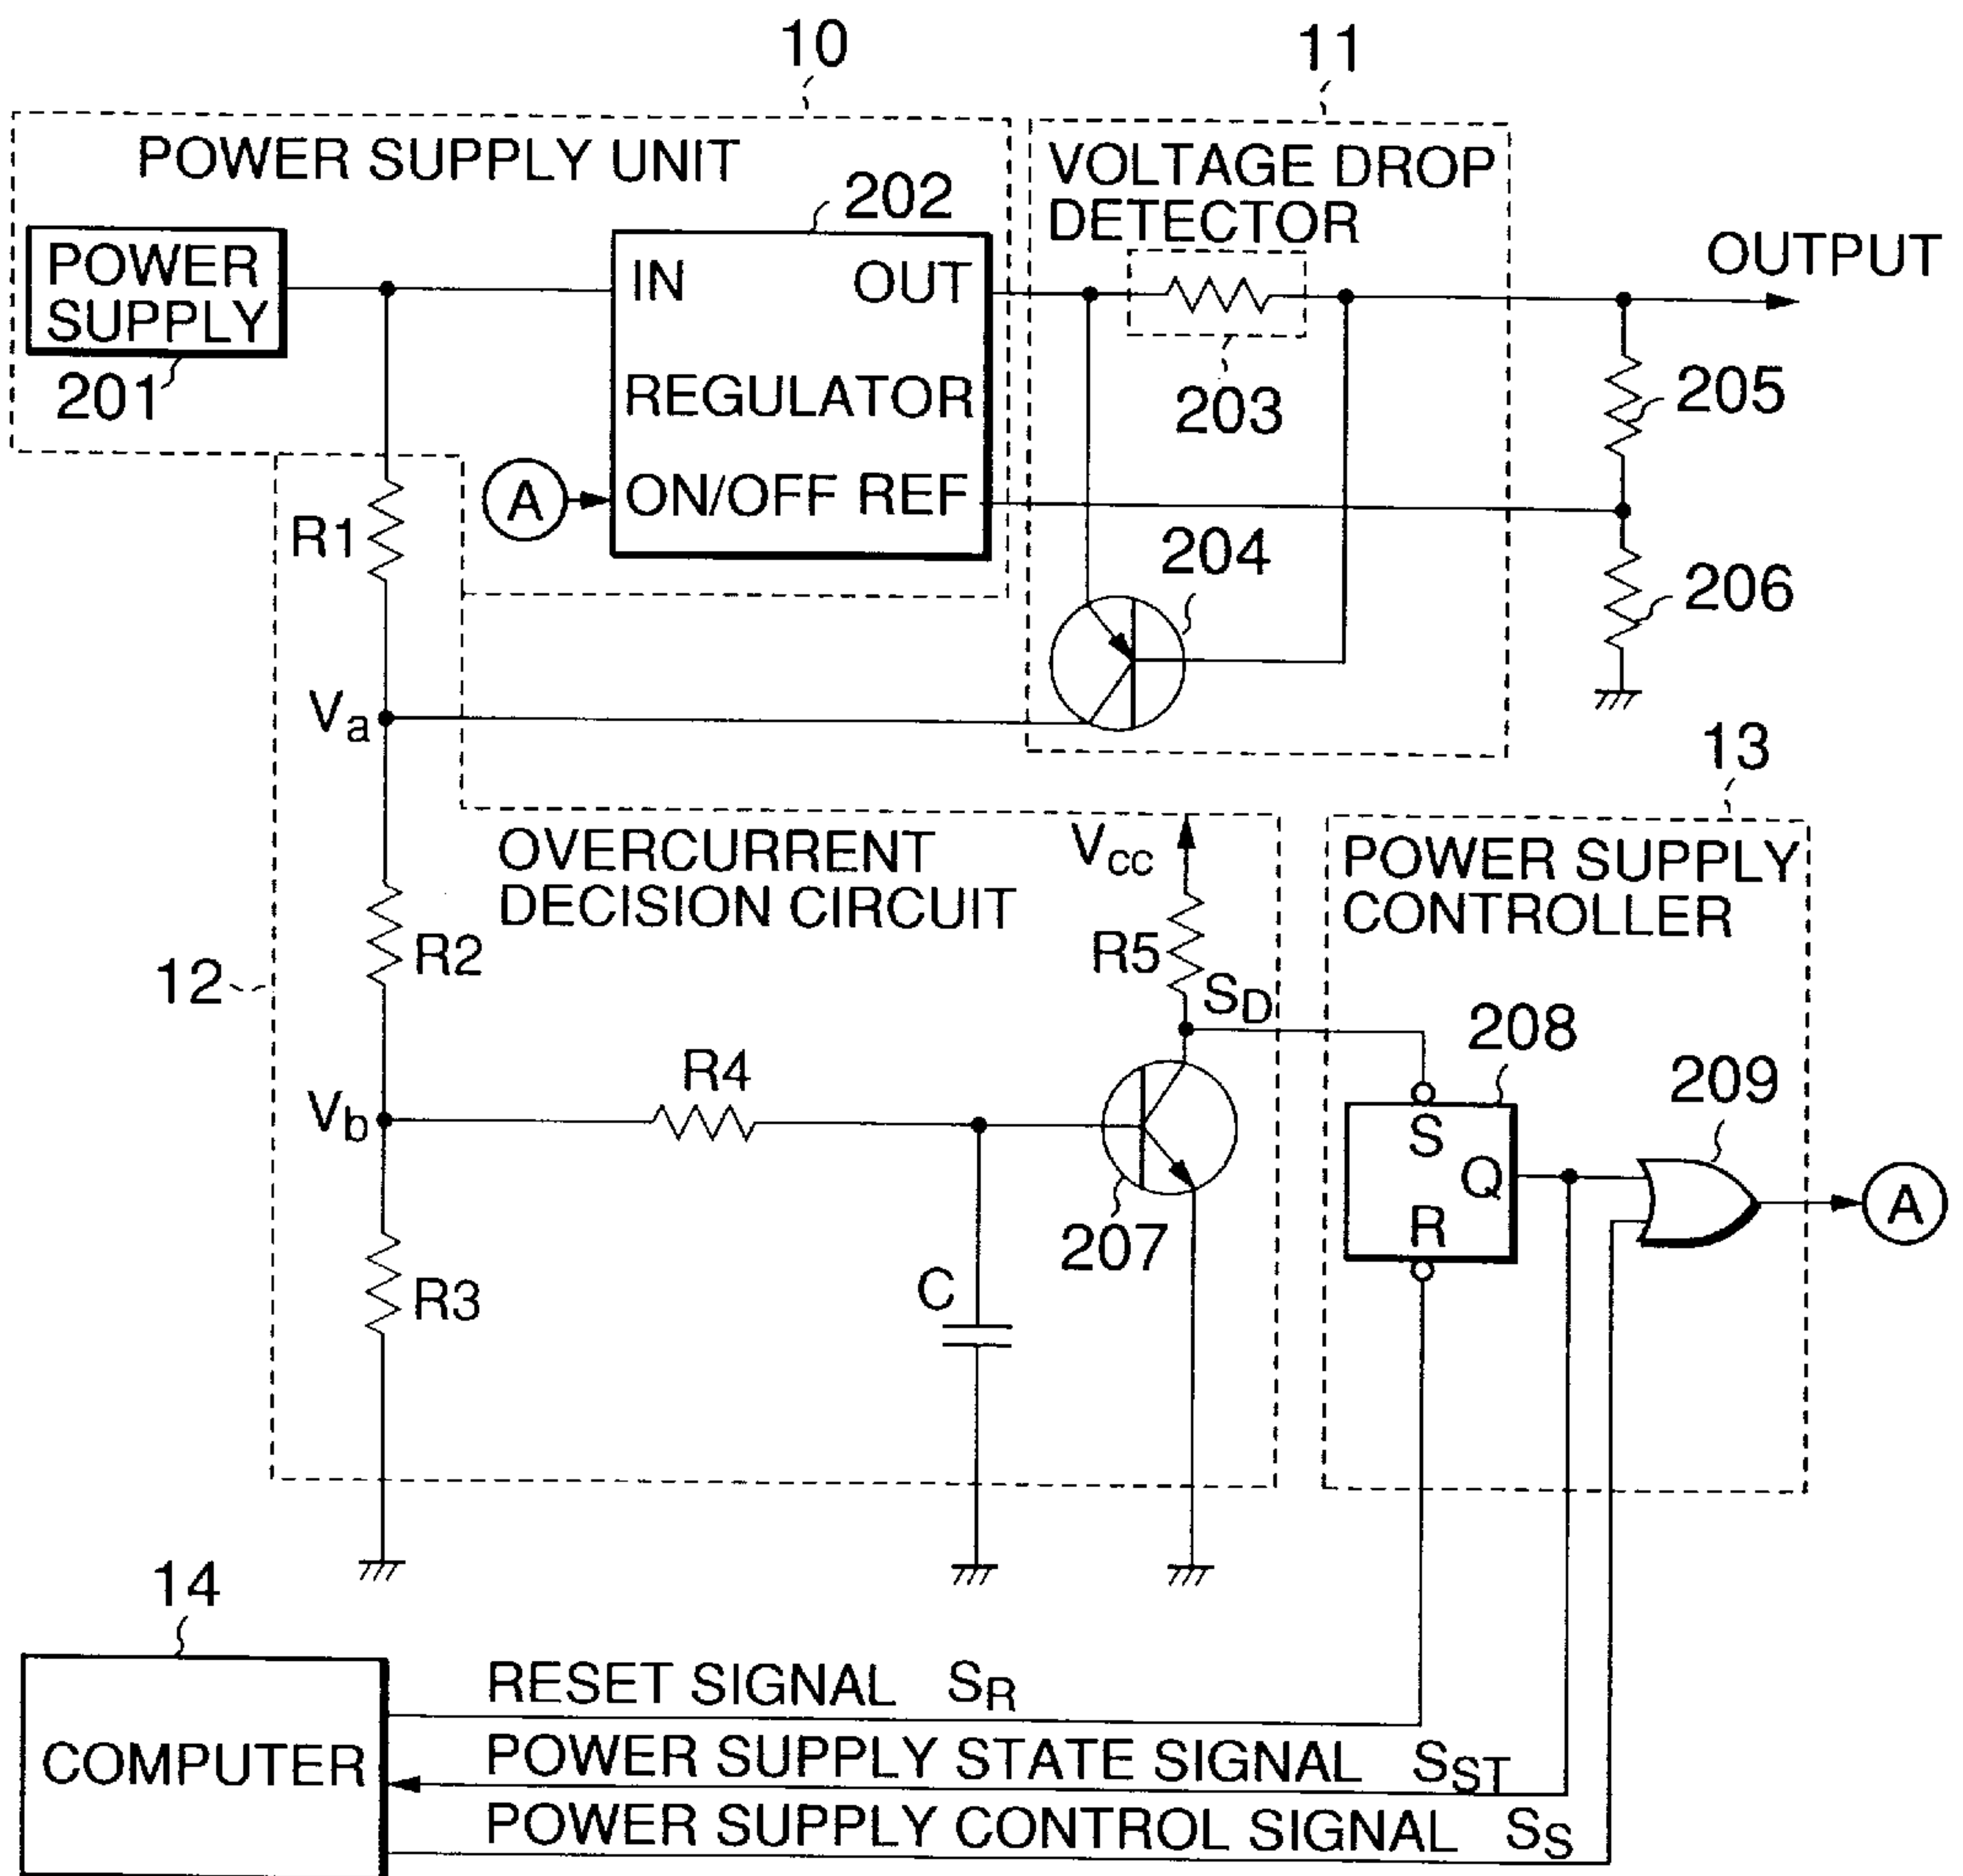 10
11
POWER SUPPLY UNIT
VOLTAGE DROP
DETECTOR
202
POWER
SUPPLY
201
IN
OUT
OUTPUT
REGULATOR
203
205
A
ON/OFF
REF
R1
204
206
Va
13
OVERCURRENT
DECISION CIRCUIT
VCC
POWER SUPPLY
CONTROLLER
12
R2
R5
SD
208
209
Vb
R4
S
Q
R
A
207
R3
C
14
COMPUTER
RESET SIGNAL SR
POWER SUPPLY STATE SIGNAL SST
POWER SUPPLY CONTROL SIGNAL SS